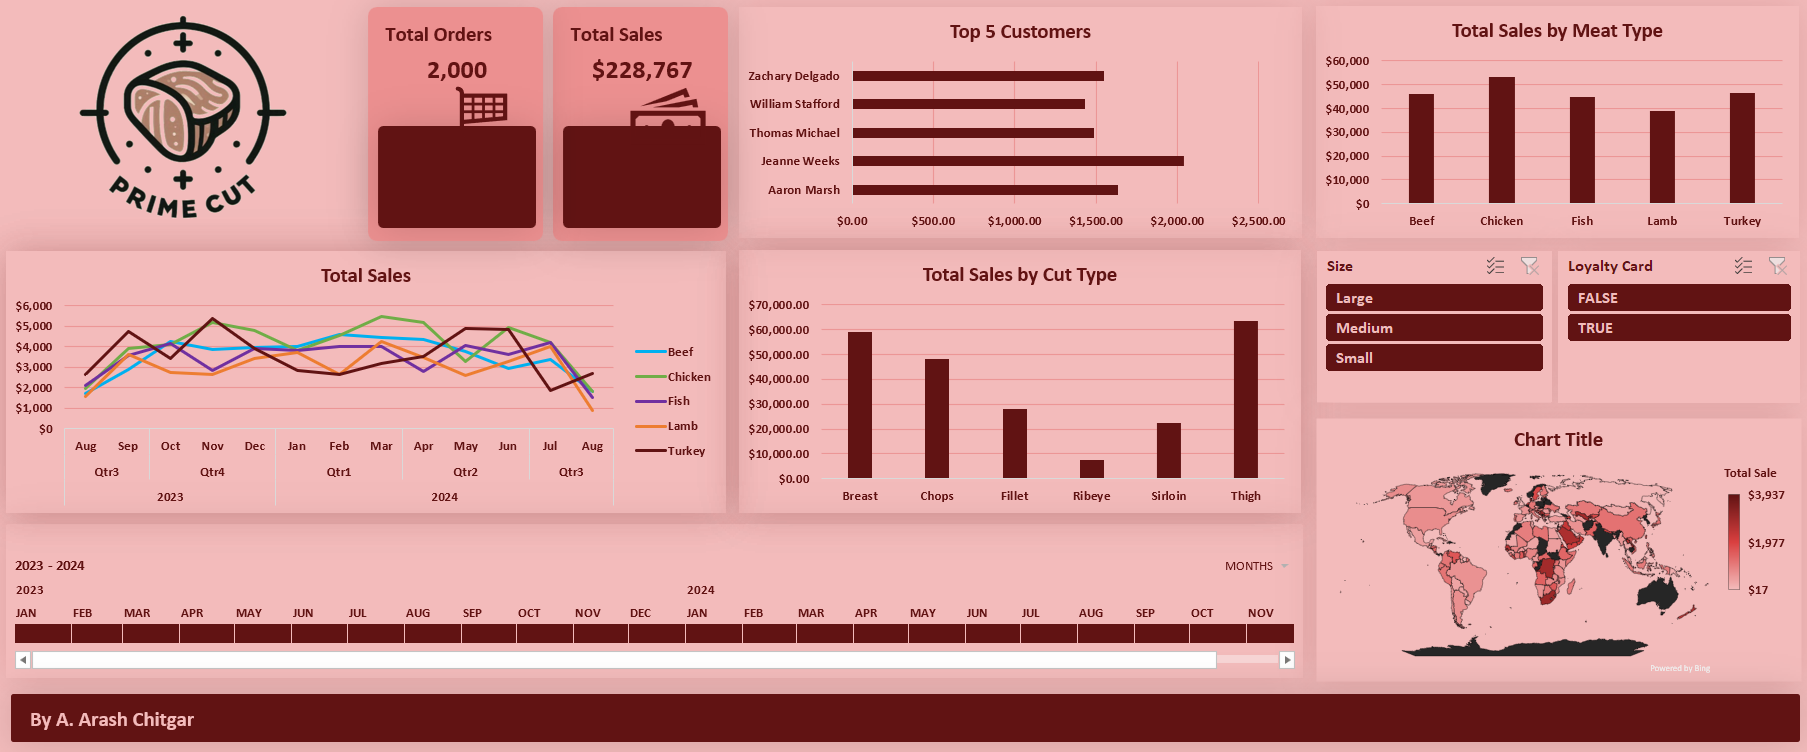 PRIME CUT
Total Orders
2,000
Total Sales
$228,767
Top 5 Customers
Zachary Delgado
William Stafford
Thomas Michael
Jeanne Weeks
Aaron Marsh
$0.00 $500.00 $1,000.00 $1,500.00 $2,000.00 $2,500.00
Total Sales by Meat Type
$60,000
$50,000
$40,000
$30,000
$20,000
$10,000
$0
Beef Chicken Fish Lamb Turkey
Total Sales
$6,000
$5,000
$4,000
$3,000
$2,000
$1,000
$0
Aug Sep Oct Nov Dec Jan Feb Mar Apr May Jun Jul Aug
Qtr3 Qtr4 Qtr1 Qtr2 Qtr3
2023 2024
Beef
Chicken
Fish
Lamb
Turkey
Total Sales by Cut Type
$70,000.00
$60,000.00
$50,000.00
$40,000.00
$30,000.00
$20,000.00
$10,000.00
$0.00
Breast Chops Fillet Ribeye Sirloin Thigh
Size
Large
Medium
Small
Loyalty Card
FALSE
TRUE
Chart Title
Total Sale
$3,937
$1,977
$17
Powered by Bing
2023 - 2024
MONTHS
2023 2024
JAN FEB MAR APR MAY JUN JUL AUG SEP OCT NOV DEC JAN FEB MAR APR MAY JUN JUL AUG SEP OCT NOV
By A. Arash Chitgar